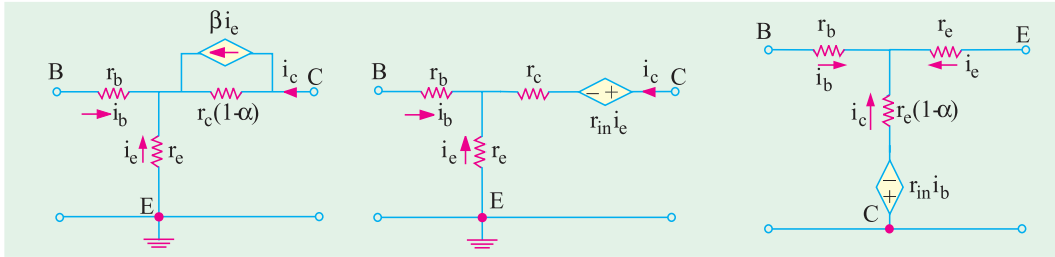 βi_e
B
r_b
i_b
r_c(1-α)
i_c
C
i_e
r_e
E
B
r_b
i_b
r_c
r_in i_e
i_c
C
i_e
r_e
E
B
r_b
i_b
r_e
i_e
E
i_c
r_e(1-α)
r_in i_b
C